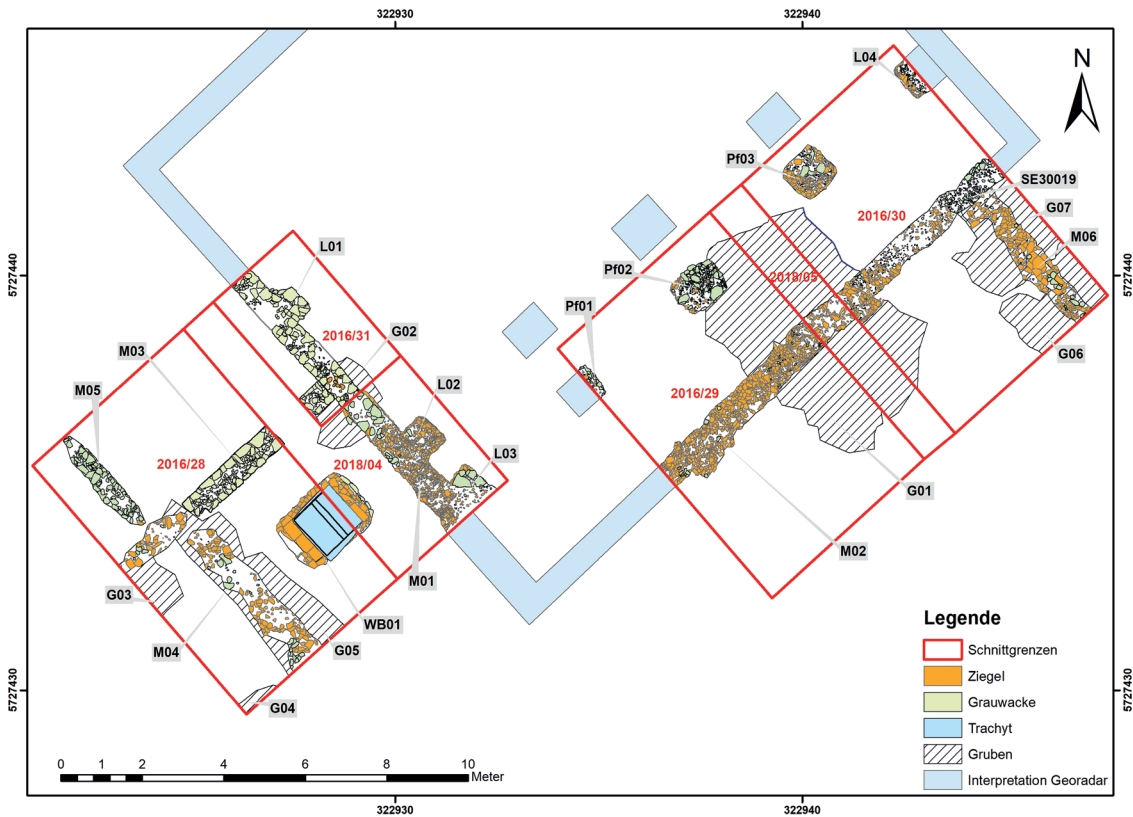 322930
322940
5727440
5727440
5727430
5727430
322930
322940
N
L04
Pf03
SE30019
2016/30
G07
M06
L01
Pf02
2018/05
Pf01
2016/31
G02
M03
G06
M05
L02
2016/29
L03
2016/28
2018/04
G01
M02
M01
G03
WB01
M04
G05
G04
Legende
Schnittgrenzen
Ziegel
Grauwacke
Trachyt
Gruben
Interpretation Georadar
0 1 2 4 6 8 10
Meter